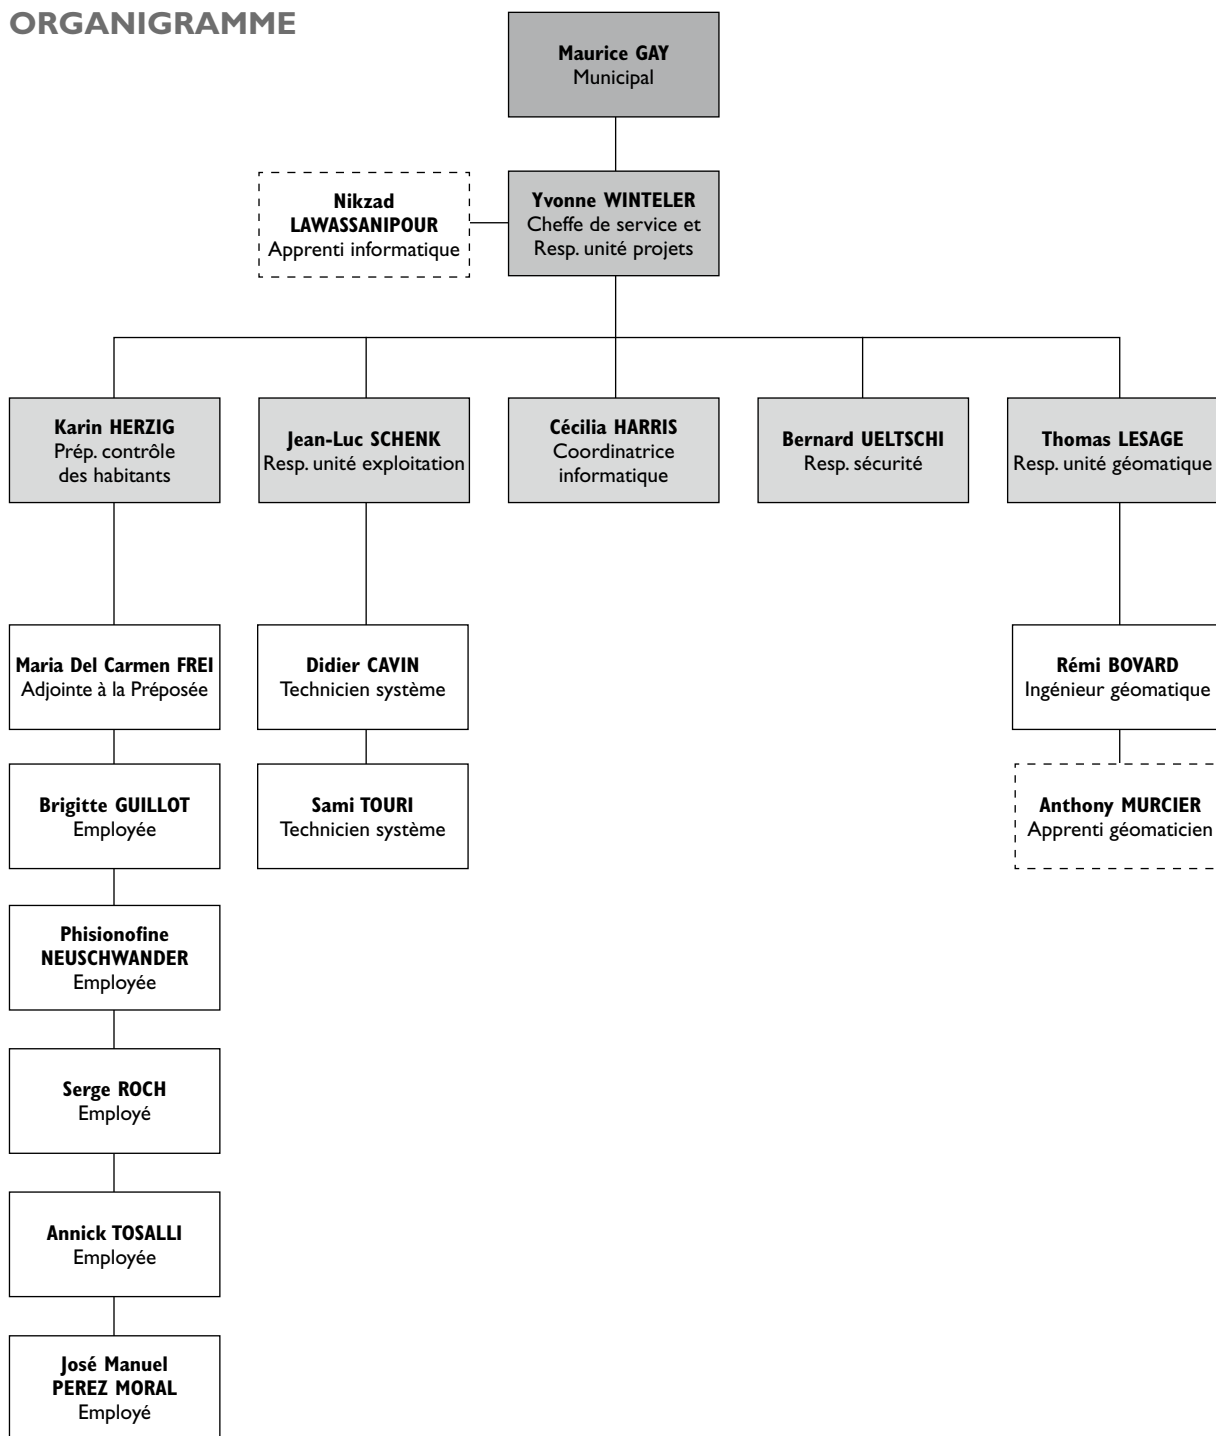 ORGANIGRAMME
Maurice GAY
Municipal
Nikzad
LAWASSANIPOUR
Apprenti informatique
Yvonne WINTELER
Cheffe de service et
Resp. unité projets
Karin HERZIG
Prép. contrôle
des habitants
Jean-Luc SCHENK
Resp. unité exploitation
Cécilia HARRIS
Coordinatrice
informatique
Bernard UELTSCHI
Resp. sécurité
Thomas LESAGE
Resp. unité géomatique
Maria Del Carmen FREI
Adjointe à la Préposée
Didier CAVIN
Technicien système
Rémi BOVARD
Ingénieur géomatique
Brigitte GUILLOT
Employée
Sami TOURI
Technicien système
Anthony MURCIER
Apprenti géomaticien
Phisionofine
NEUSCHWANDER
Employée
Serge ROCH
Employé
Annick TOSALLI
Employée
José Manuel
PEREZ MORAL
Employé